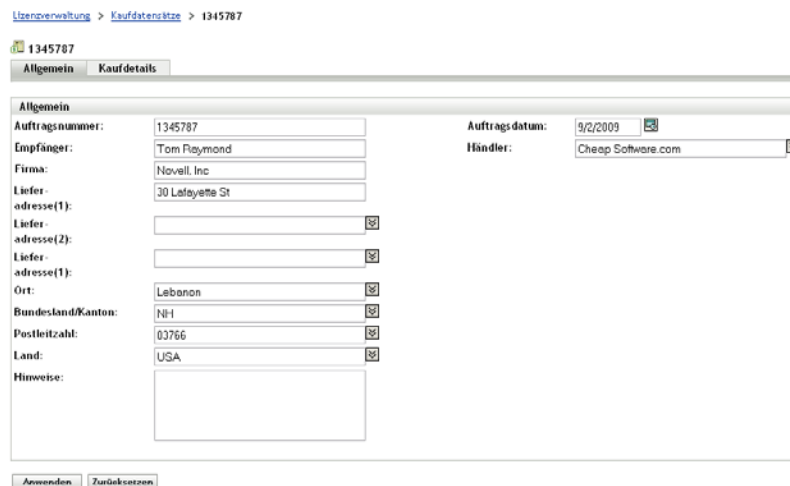 Lizenzverwaltung > Kaufdatensätze > 1345787
1345787
Allgemein Kaufdetails
Allgemein
Auftragsnummer: 1345787 Auftragsdatum: 9/2/2009
Empfänger: Tom Raymond Händler: Cheap Software.com
Firma: Novell, Inc
Liefer- 30 Lafayette St
adresse(1):
Liefer-
adresse(2):
Liefer-
adresse(1):
Ort: Lebanon
Bundesland/Kanton: NH
Postleitzahl: 03766
Land: USA
Hinweise:
Anwenden Zurücksetzen